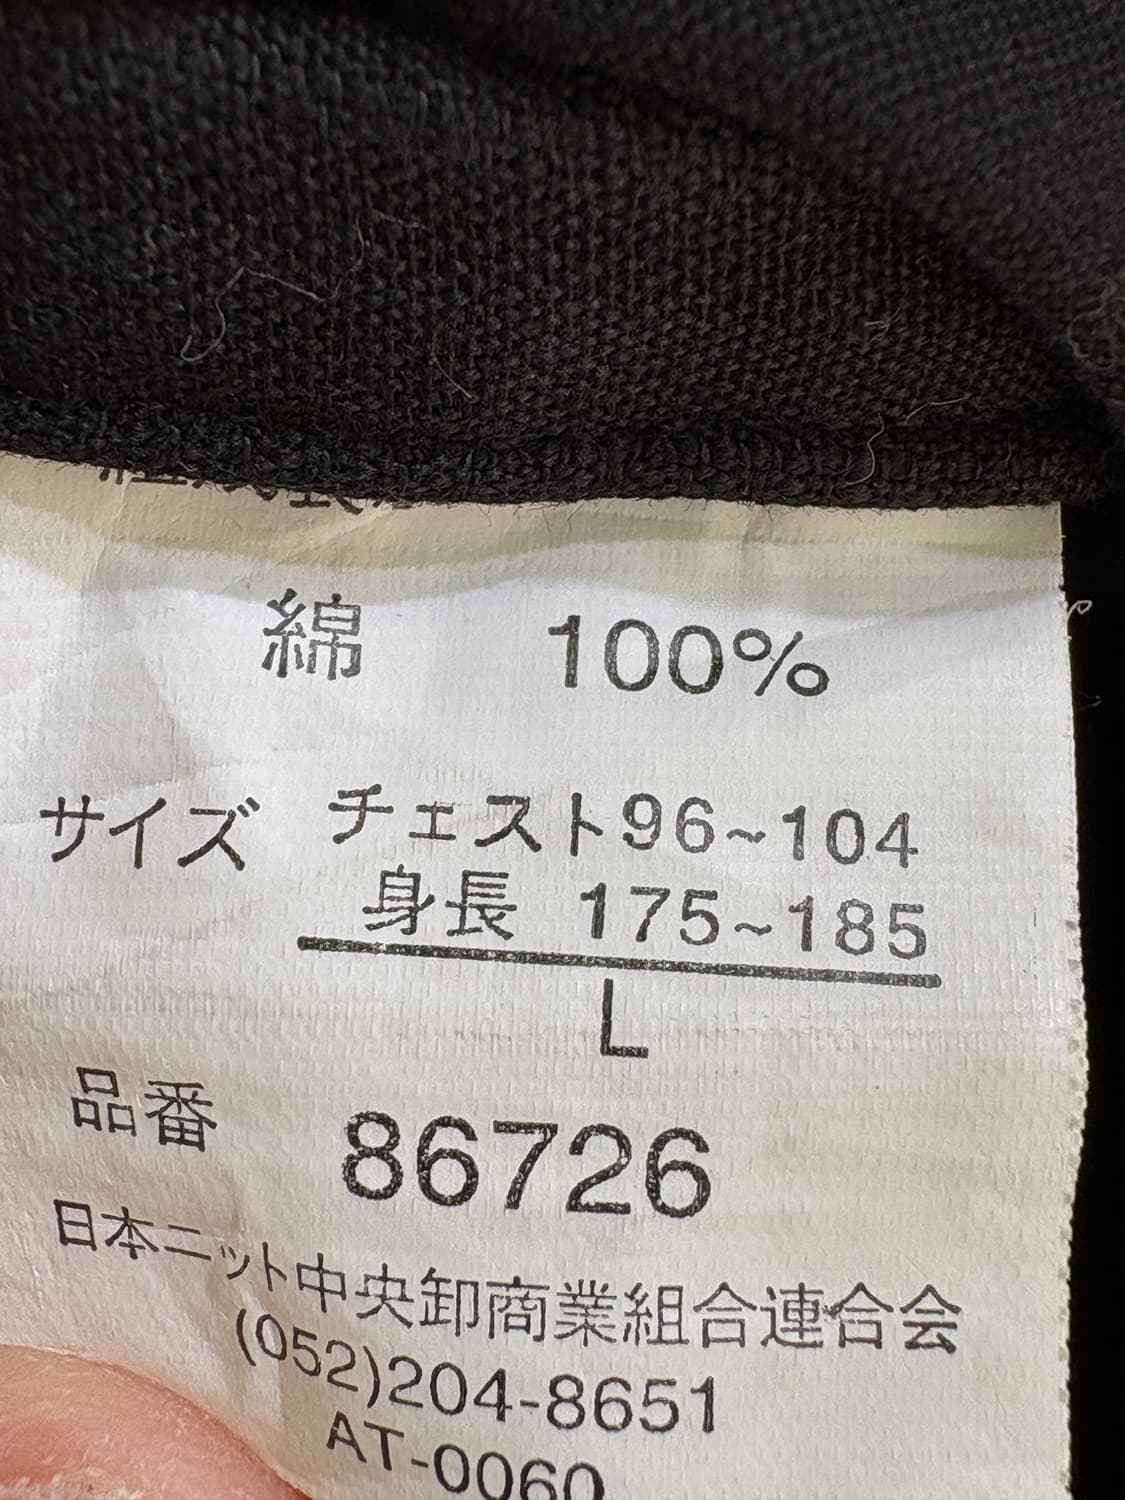 綿 100%
サイズ チェスト96~104
身長 175~185
L
品番 86726
日本ニット中央卸商業組合連合会
(052)204-8651
AT-0060